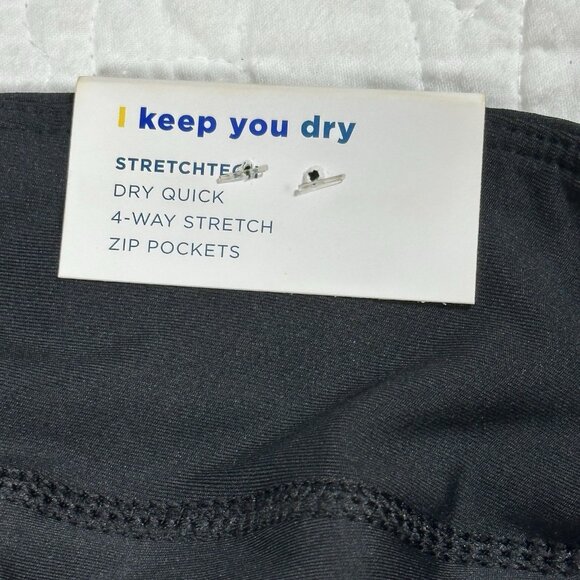 I keep you dry
STRETCHTECH
DRY QUICK
4-WAY STRETCH
ZIP POCKETS